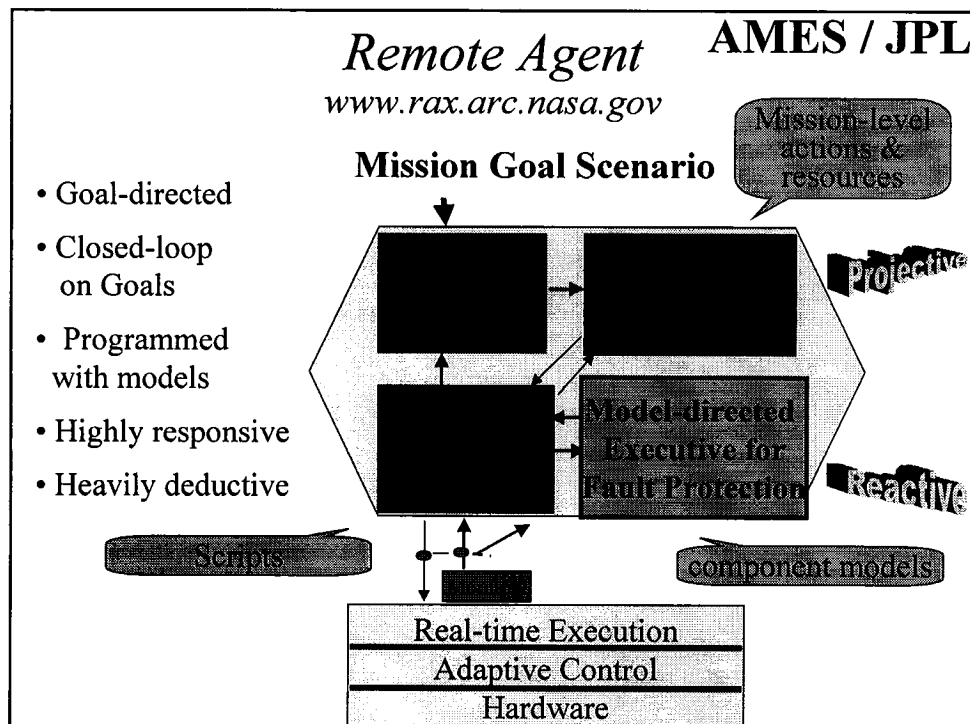 Remote Agent
AMES / JPL
www.rax.arc.nasa.gov
Mission-level
actions &
resources
Mission Goal Scenario
• Goal-directed
• Closed-loop
on Goals
• Programmed
with models
• Highly responsive
• Heavily deductive
Projective
Model-directed
Executive for
Fault Protection
Reactive
Scripts
component models
Real-time Execution
Adaptive Control
Hardware